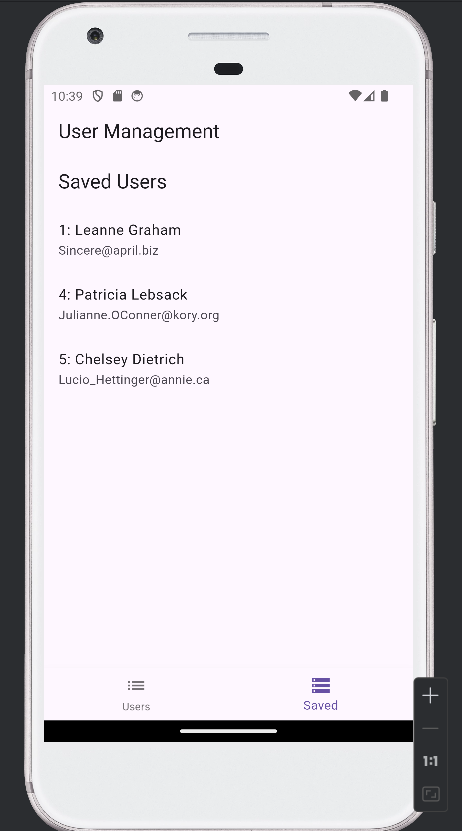 10:39
User Management
Saved Users
1: Leanne Graham
Sincere@april.biz
4: Patricia Lebsack
Julianne.OConner@kory.org
5: Chelsey Dietrich
Lucio_Hettinger@annie.ca
Users
Saved
1:1